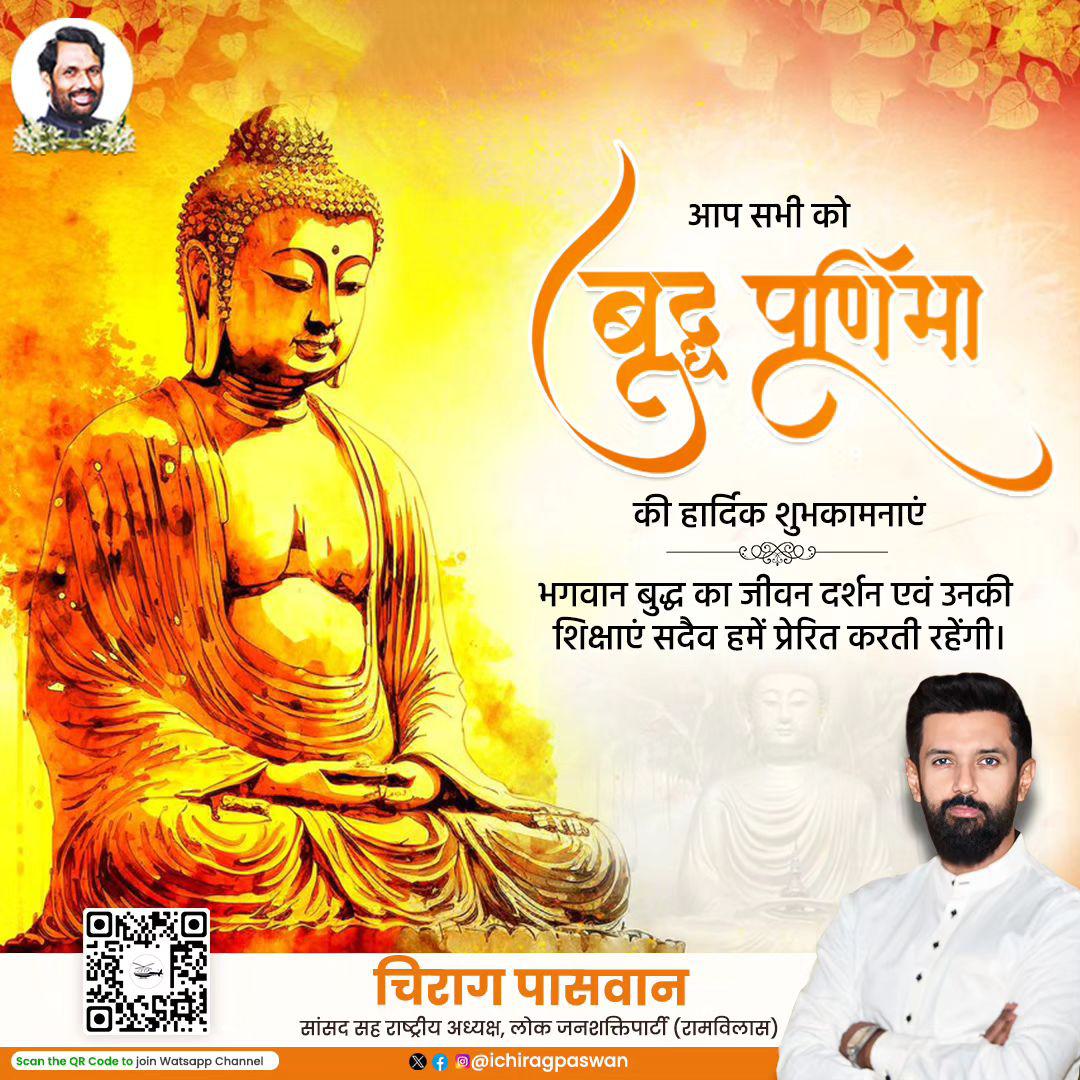 आप सभी को
बुद्ध पूर्णिमा
की हार्दिक शुभकामनाएं
भगवान बुद्ध का जीवन दर्शन एवं उनकी
शिक्षाएं सदैव हमें प्रेरित करती रहेंगी।
चिराग पासवान
सांसद सह राष्ट्रीय अध्यक्ष, लोक जनशक्तिपार्टी (रामविलास)
Scan the QR Code to join Watsapp Channel
@ichiragpaswan